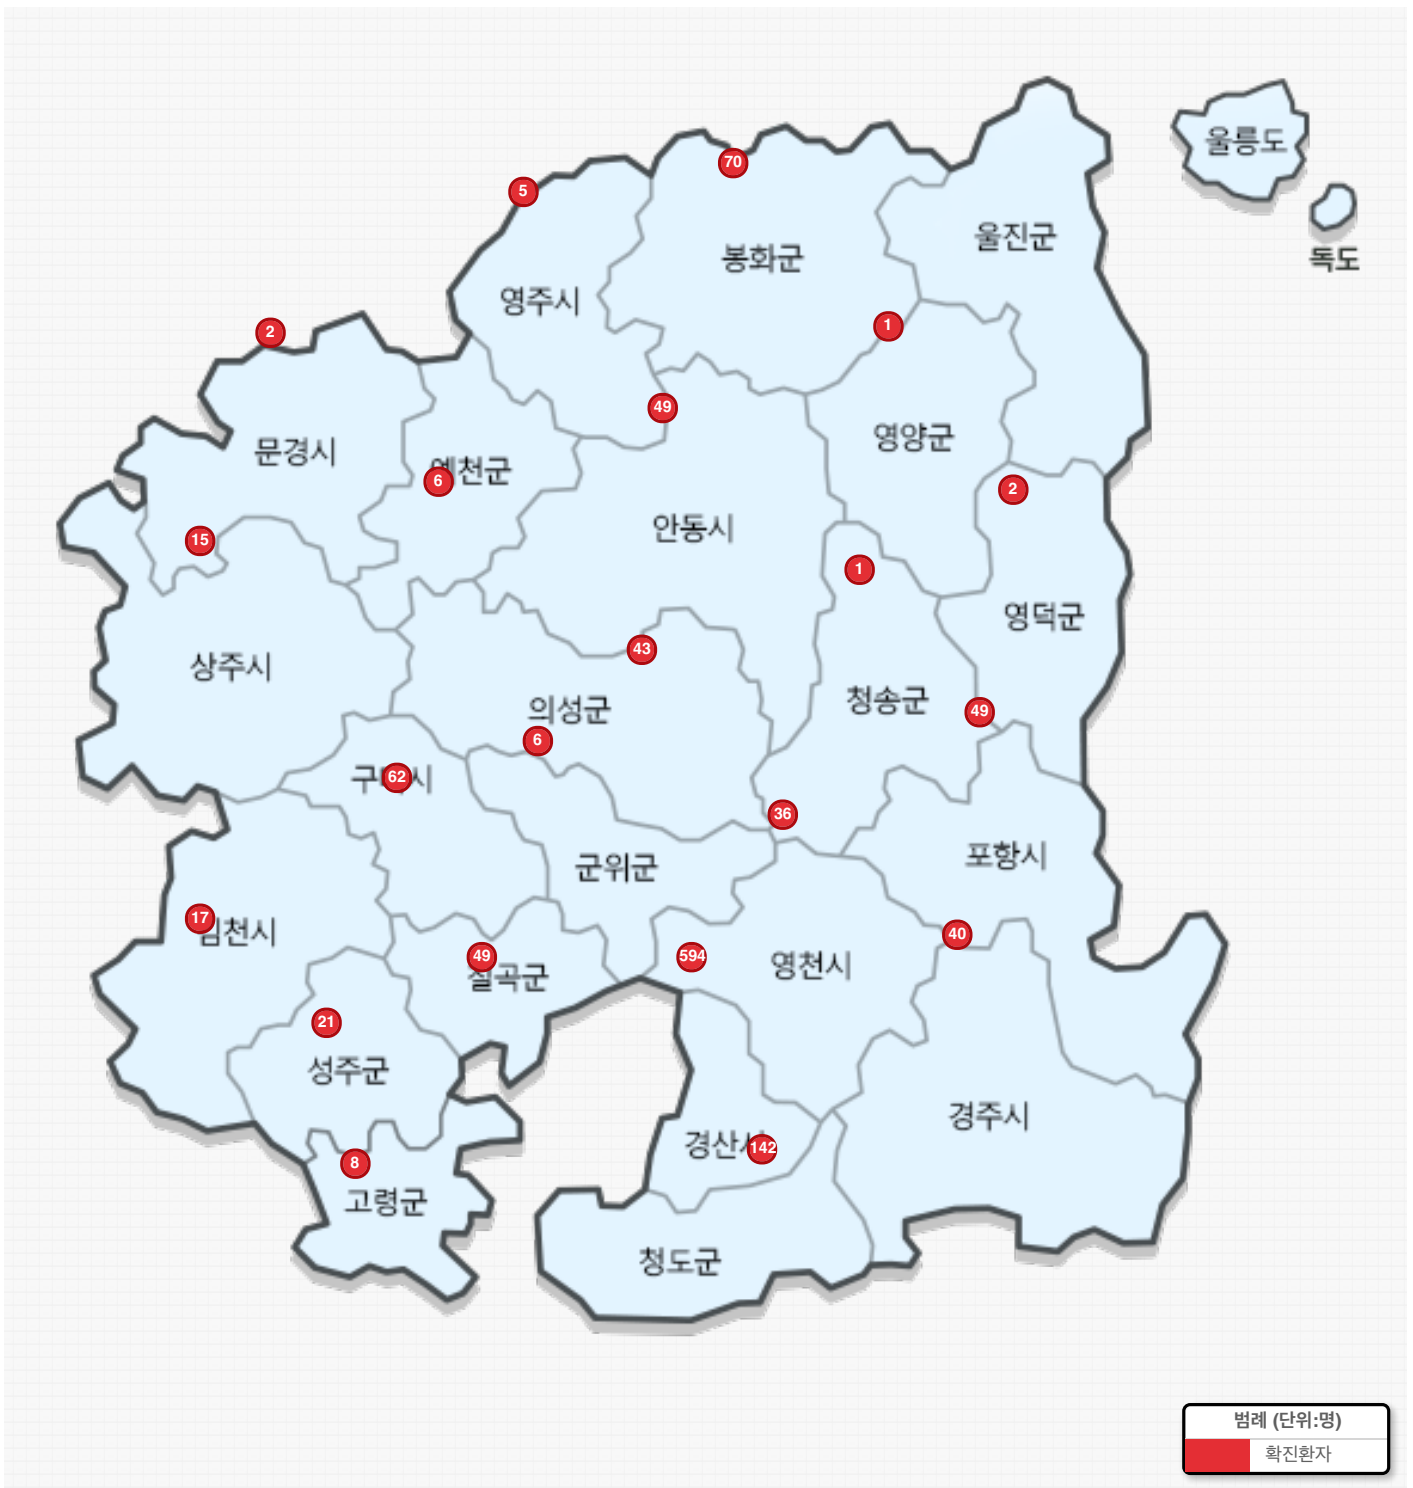 울릉도
70
5
울진군
봉화군
독도
영주시
1
2
49
문경시
영양군
6
천군
2
안동시
15
1
영덕군
43
상주시
청송군
의성군
49
6
구
62
시
36
포항시
군위군
17
천시
40
49
594
영천시
곡군
21
성주군
경주시
경산
142
8
고령군
청도군
범례 (단위:명)
확진환자